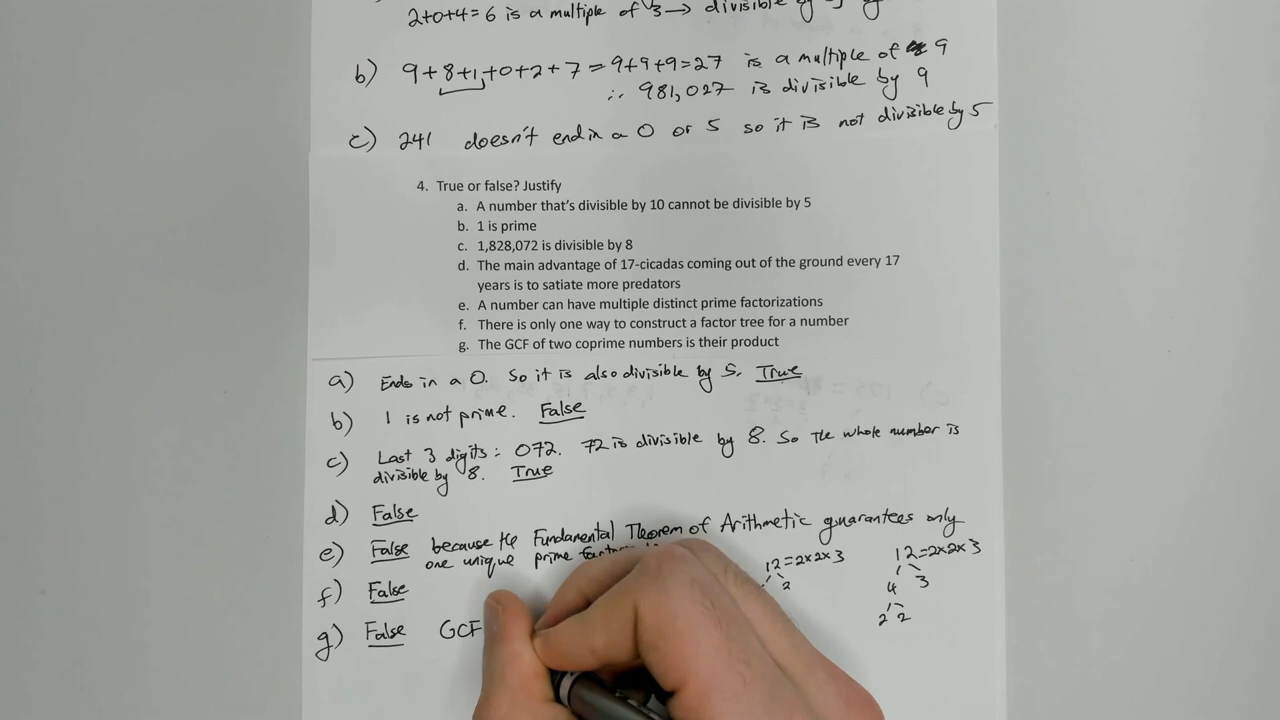 2+0+4=6 is a multiple of 3 → divisible by
b) 9+8+1+0+2+7 = 9+9+9=27 is a multiple of 9
∴ 981,027 is divisible by 9
c) 241 doesn't end in a 0 or 5 so it is not divisible by 5
4. True or false? Justify
a. A number that's divisible by 10 cannot be divisible by 5
b. 1 is prime
c. 1,828,072 is divisible by 8
d. The main advantage of 17-cicadas coming out of the ground every 17
years is to satiate more predators
e. A number can have multiple distinct prime factorizations
f. There is only one way to construct a factor tree for a number
g. The GCF of two coprime numbers is their product
a) Ends in a 0. So it is also divisible by 5. True
b) 1 is not prime. False
c) Last 3 digits: 072. 72 is divisible by 8. So the whole number is
divisible by 8. True
d) False
e) False because the Fundamental Theorem of Arithmetic guarantees only
one unique prime
12=2x2x3 12=2x2x3
2 4 3
2 2
f) False
g) False GCF